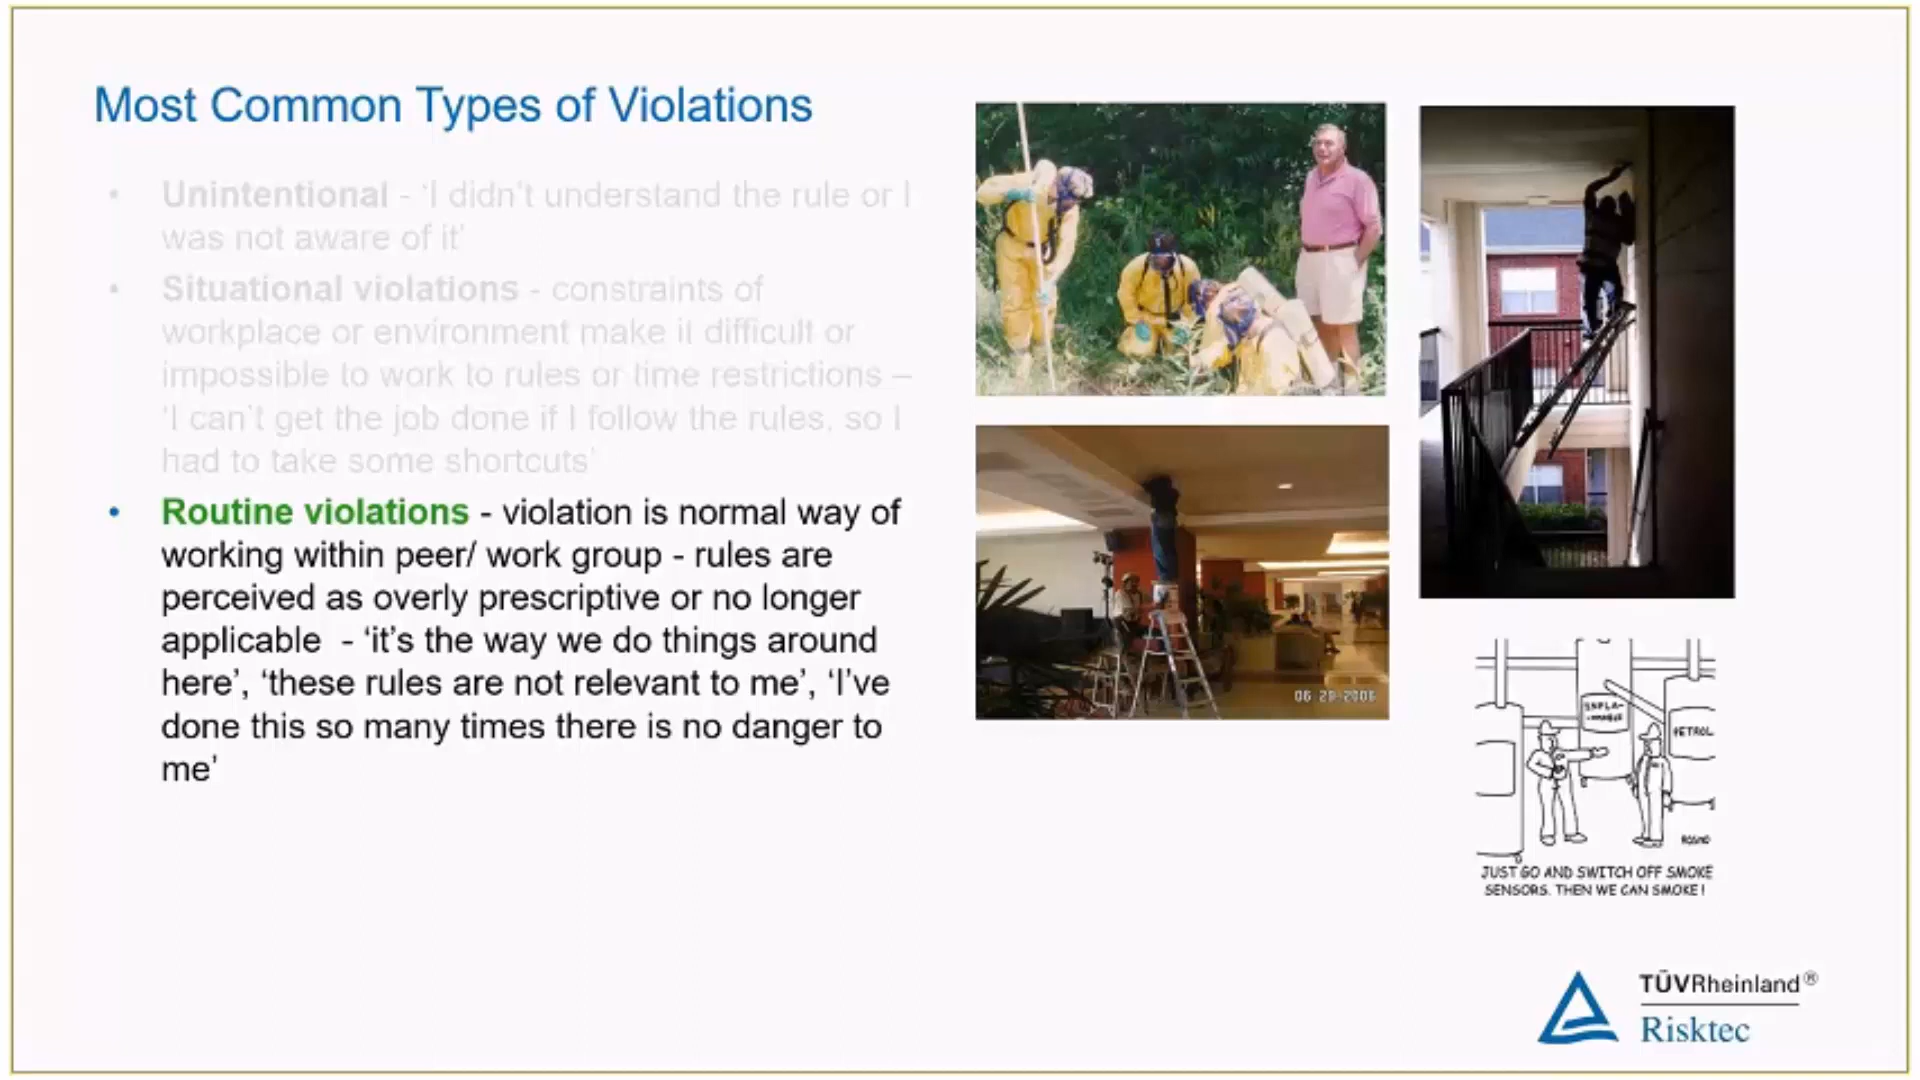 Most Common Types of Violations
• Unintentional - ‘I didn’t understand the rule or I
was not aware of it’
• Situational violations - constraints of
workplace or environment make it difficult or
impossible to work to rules or time restrictions –
‘I can’t get the job done if I follow the rules, so I
had to take some shortcuts’
• Routine violations - violation is normal way of
working within peer/ work group - rules are
perceived as overly prescriptive or no longer
applicable - ‘it’s the way we do things around
here’, ‘these rules are not relevant to me’, ‘I’ve
done this so many times there is no danger to
me’
06-20-2006
PETROL
JUST GO AND SWITCH OFF SMOKE
SENSORS. THEN WE CAN SMOKE!
TÜVRheinland®
Risktec